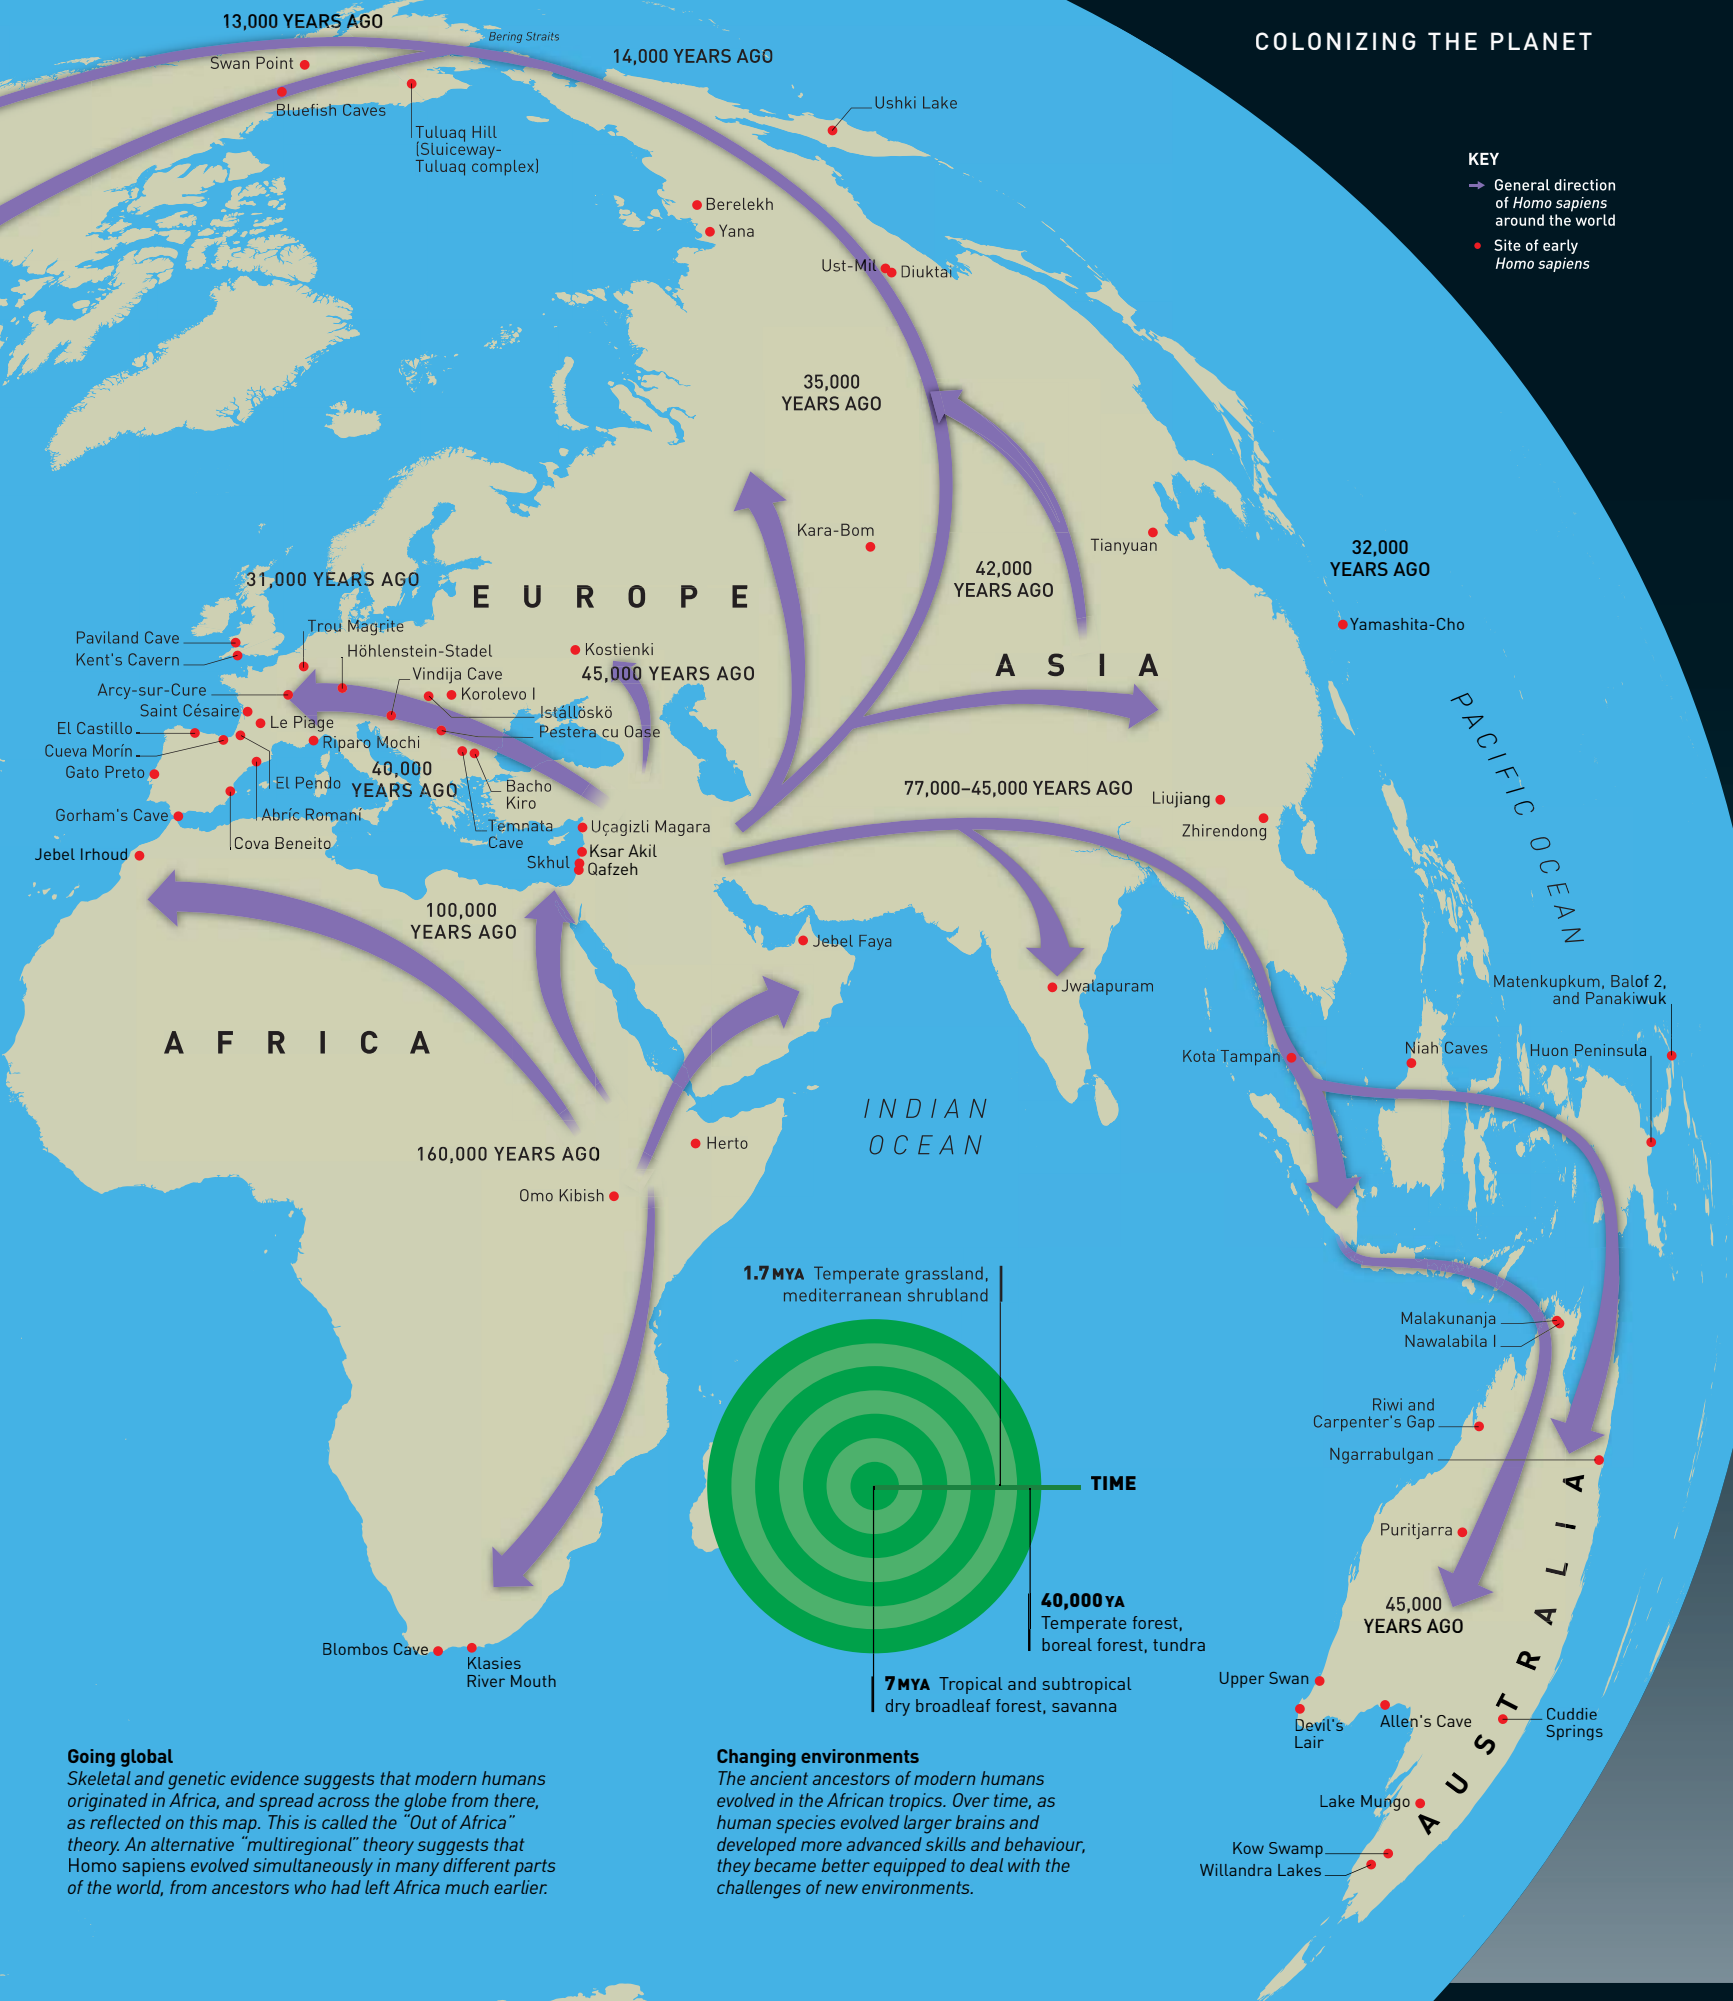 COLONIZING THE PLANET
KEY
General direction
of Homo sapiens
around the world
Site of early
Homo sapiens
13,000 YEARS AGO
Bering Straits
14,000 YEARS AGO
Swan Point
Bluefish Caves
Tuluaq Hill
(Sluiceway-
Tuluaq complex)
Ushki Lake
Berelekh
Yana
Ust-Mil
Diuktai
35,000
YEARS AGO
Kara-Bom
Tianyuan
42,000
YEARS AGO
32,000
YEARS AGO
Yamashita-Cho
31,000 YEARS AGO
EUROPE
ASIA
PACIFIC OCEAN
Paviland Cave
Kent's Cavern
Trou Magrite
Höhlenstein-Stadel
Vindija Cave
Kostienki
45,000 YEARS AGO
Arcy-sur-Cure
Saint Césaire
El Castillo
Cueva Morín
Gato Preto
Le Piage
Riparo Mochi
Korolevo I
Istállöskö
Pestera cu Oase
40,000
YEARS AGO
El Pendo
Bacho
Kiro
Abríc Romaní
Gorham's Cave
Cova Beneito
Temnata
Cave
Jebel Irhoud
Uçagizli Magara
Ksar Akil
Skhul
Qafzeh
77,000–45,000 YEARS AGO
Liujiang
Zhirendong
100,000
YEARS AGO
Jebel Faya
Jwalapuram
AFRICA
INDIAN
OCEAN
Matenkupkum, Balof 2,
and Panakiwuk
Huon Peninsula
Niah Caves
Kota Tampan
160,000 YEARS AGO
Herto
Omo Kibish
1.7 MYA Temperate grassland,
mediterranean shrubland
TIME
40,000 YA
Temperate forest,
boreal forest, tundra
7 MYA Tropical and subtropical
dry broadleaf forest, savanna
Malakunanja
Nawalabila I
Riwi and
Carpenter's Gap
Ngarrabulgan
Puritjarra
45,000
YEARS AGO
AUSTRALIA
Blombos Cave
Klasies
River Mouth
Upper Swan
Devil's
Lair
Allen's Cave
Cuddie
Springs
Lake Mungo
Kow Swamp
Willandra Lakes
Going global
Skeletal and genetic evidence suggests that modern humans
originated in Africa, and spread across the globe from there,
as reflected on this map. This is called the “Out of Africa”
theory. An alternative “multiregional” theory suggests that
Homo sapiens evolved simultaneously in many different parts
of the world, from ancestors who had left Africa much earlier.
Changing environments
The ancient ancestors of modern humans
evolved in the African tropics. Over time, as
human species evolved larger brains and
developed more advanced skills and behaviour,
they became better equipped to deal with the
challenges of new environments.